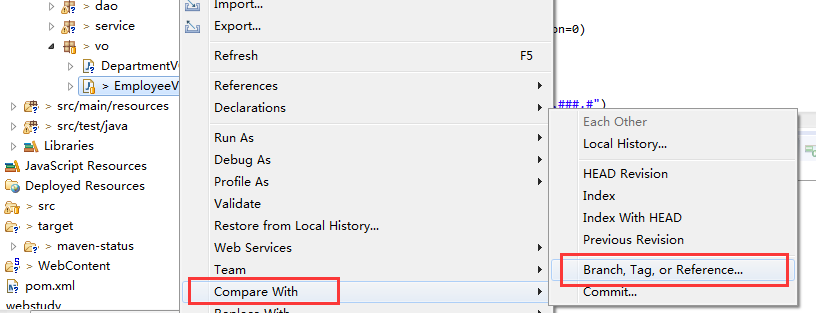 > dao
> service
> vo
DepartmentV
> EmployeeV
> src/main/resources
> src/test/java
Libraries
JavaScript Resources
Deployed Resources
> src
> target
> maven-status
> WebContent
pom.xml
webstudy
Import...
Export...
Refresh F5
References
Declarations
Run As
Debug As
Profile As
Validate
Restore from Local History...
Web Services
Team
Compare With
Replace With
on=0)
.###.#")
Each Other
Local History...
HEAD Revision
Index
Index With HEAD
Previous Revision
Branch, Tag, or Reference...
Commit...